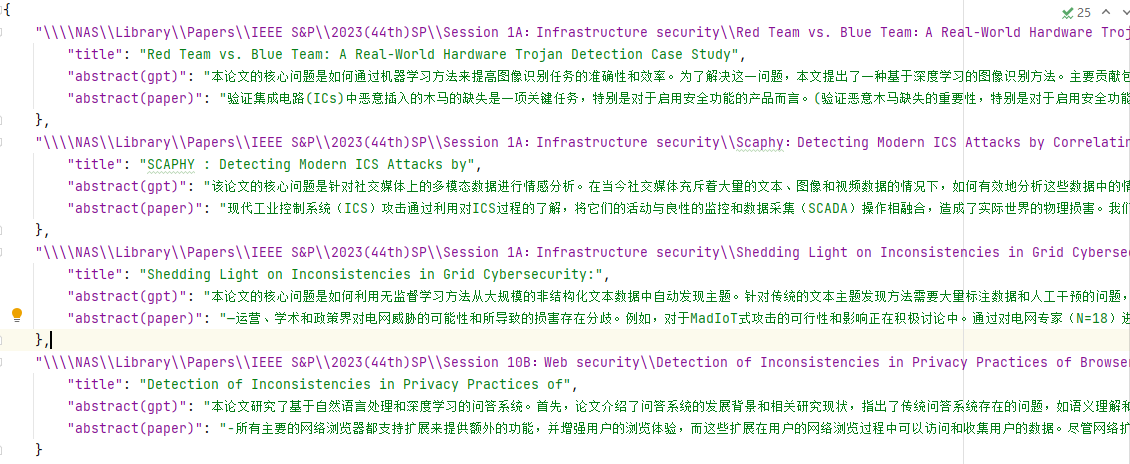 {
25
"\\\\NAS\\Library\\Papers\\IEEE S&P\\2023(44th)SP\\Session 1A：Infrastructure security\\Red Team vs. Blue Team：A Real-World Hardware Troj
"title": "Red Team vs. Blue Team: A Real-World Hardware Trojan Detection Case Study",
"abstract(gpt)": "本论文的核心问题是如何通过机器学习方法来提高图像识别任务的准确性和效率。为了解决这一问题，本文提出了一种基于深度学习的图像识别方法。主要贡献包
"abstract(paper)": "验证集成电路(ICs)中恶意插入的木马的缺失是一项关键任务，特别是对于启用安全功能的产品而言。(验证恶意木马缺失的重要性，特别是对于启用安全功能
},
"\\\\NAS\\Library\\Papers\\IEEE S&P\\2023(44th)SP\\Session 1A：Infrastructure security\\Scaphy：Detecting Modern ICS Attacks by Correlatin
"title": "SCAPHY : Detecting Modern ICS Attacks by",
"abstract(gpt)": "该论文的核心问题是针对社交媒体上的多模态数据进行情感分析。在当今社交媒体充斥着大量的文本、图像和视频数据的情况下，如何有效地分析这些数据中的情
"abstract(paper)": "现代工业控制系统（ICS）攻击通过利用对ICS过程的了解，将它们的活动与良性的监控和数据采集（SCADA）操作相融合，造成了实际世界的物理损害。我们
},
"\\\\NAS\\Library\\Papers\\IEEE S&P\\2023(44th)SP\\Session 1A：Infrastructure security\\Shedding Light on Inconsistencies in Grid Cybersec
"title": "Shedding Light on Inconsistencies in Grid Cybersecurity:",
"abstract(gpt)": "本论文的核心问题是如何利用无监督学习方法从大规模的非结构化文本数据中自动发现主题。针对传统的文本主题发现方法需要大量标注数据和人工干预的问题，
"abstract(paper)": "—运营、学术和政策界对电网威胁的可能性和所导致的损害存在分歧。例如，对于MadIoT式攻击的可行性和影响正在积极讨论中。通过对电网专家（N=18）进
},
"\\\\NAS\\Library\\Papers\\IEEE S&P\\2023(44th)SP\\Session 10B：Web security\\Detection of Inconsistencies in Privacy Practices of Browser
"title": "Detection of Inconsistencies in Privacy Practices of",
"abstract(gpt)": "本论文研究了基于自然语言处理和深度学习的问答系统。首先，论文介绍了问答系统的发展背景和相关研究现状，指出了传统问答系统存在的问题，如语义理解和
"abstract(paper)": "-所有主要的网络浏览器都支持扩展来提供额外的功能，并增强用户的浏览体验，而这些扩展在用户的网络浏览过程中可以访问和收集用户的数据。尽管网络扩
}